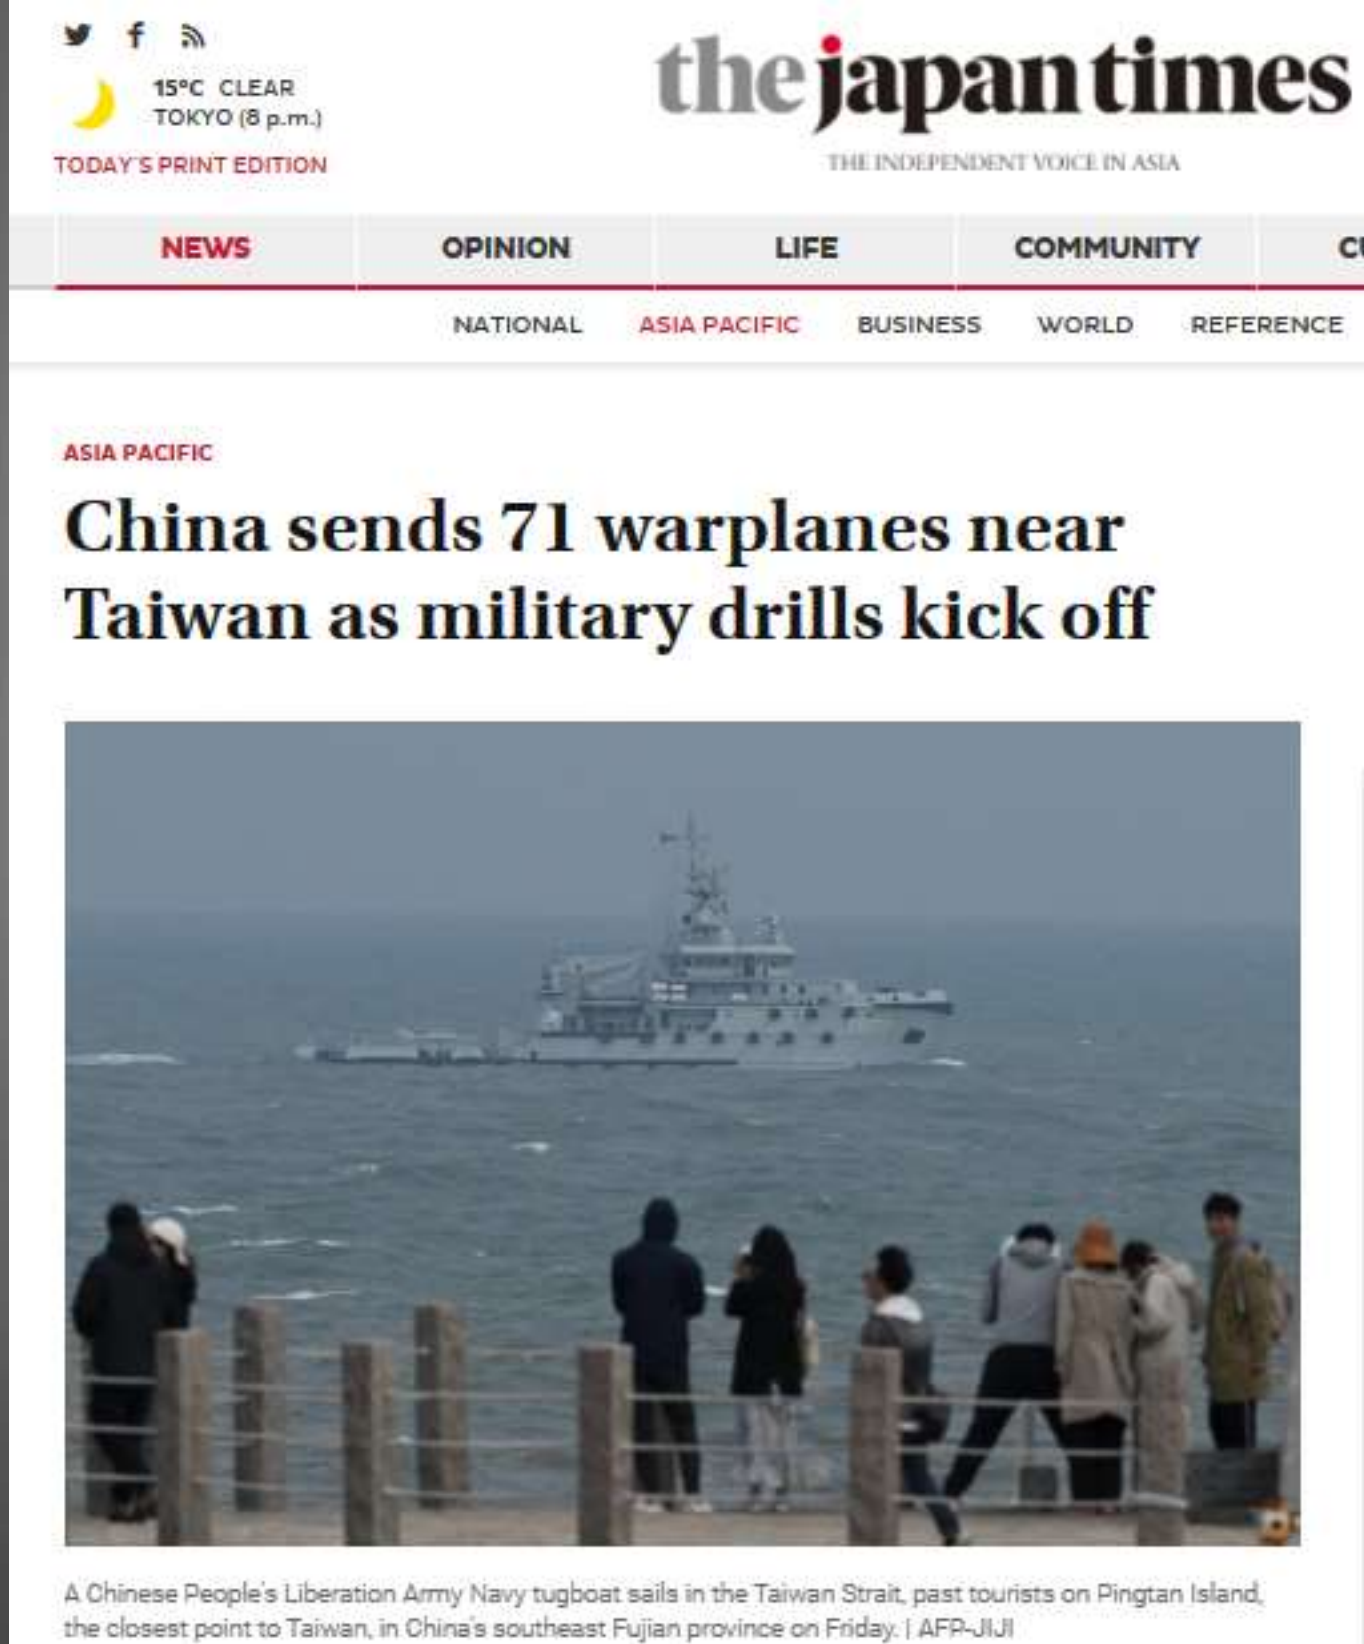 15°C CLEAR
TOKYO (8 p.m.)
TODAY'S PRINT EDITION
the japan times
THE INDEPENDENT VOICE IN ASIA
NEWS OPINION LIFE COMMUNITY CU
NATIONAL ASIA PACIFIC BUSINESS WORLD REFERENCE
ASIA PACIFIC
China sends 71 warplanes near
Taiwan as military drills kick off
A Chinese People's Liberation Army Navy tugboat sails in the Taiwan Strait, past tourists on Pingtan Island,
the closest point to Taiwan, in China's southeast Fujian province on Friday. | AFP-JIJI